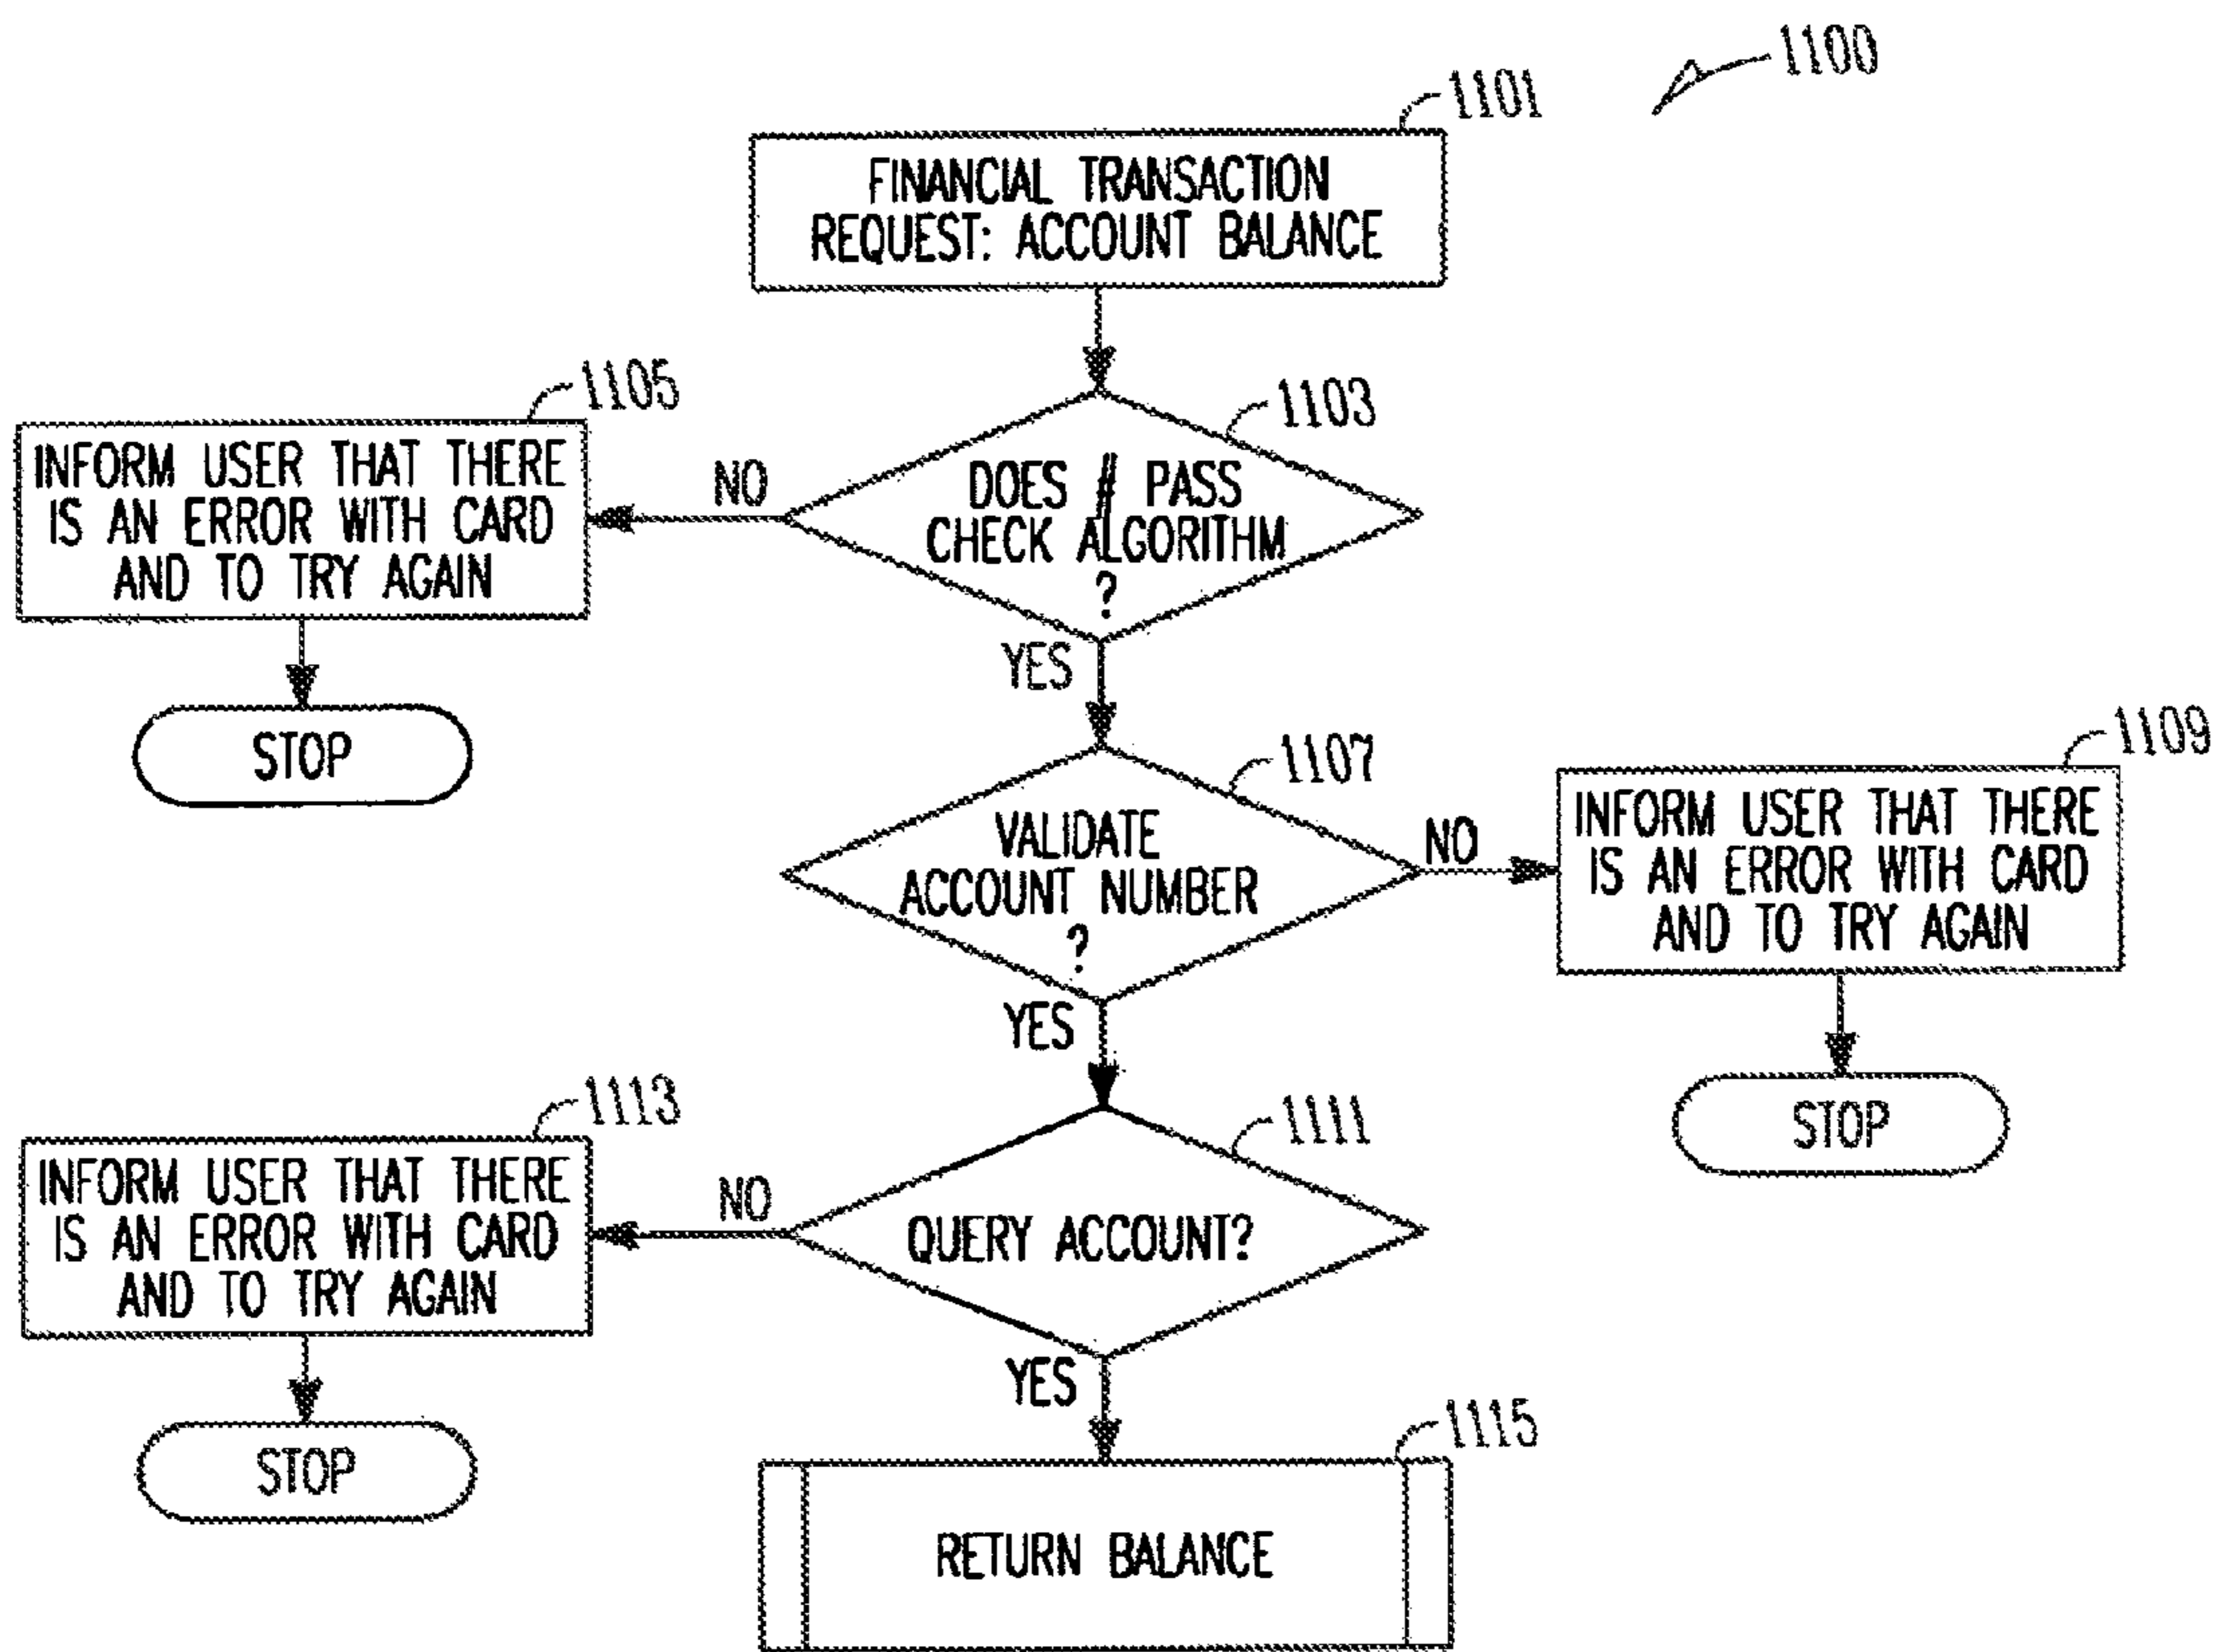 1100
1101
FINANCIAL TRANSACTION
REQUEST: ACCOUNT BALANCE
1105
INFORM USER THAT THERE
IS AN ERROR WITH CARD
AND TO TRY AGAIN
1103
DOES # PASS
CHECK ALGORITHM
?
NO
YES
STOP
1107
VALIDATE
ACCOUNT NUMBER
?
NO
YES
1109
INFORM USER THAT THERE
IS AN ERROR WITH CARD
AND TO TRY AGAIN
STOP
1113
INFORM USER THAT THERE
IS AN ERROR WITH CARD
AND TO TRY AGAIN
1111
QUERY ACCOUNT?
NO
YES
STOP
1115
RETURN BALANCE